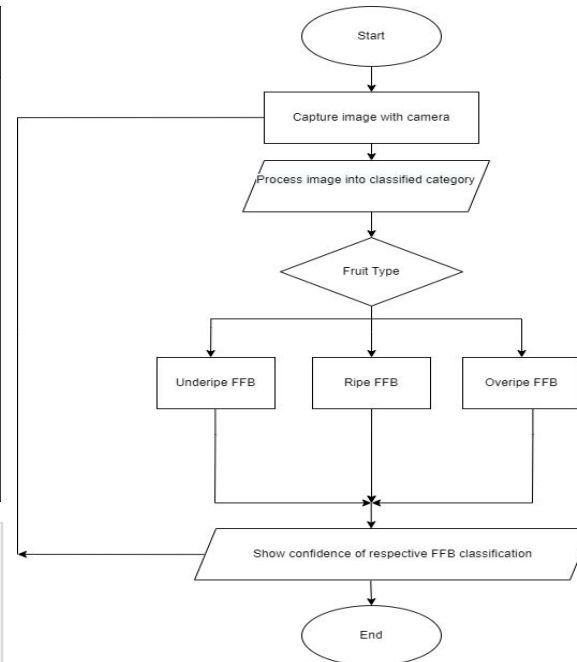 Start
Capture image with camera
Process image into classified category
Fruit Type
Underipe FFB
Ripe FFB
Overipe FFB
Show confidence of respective FFB classification
End